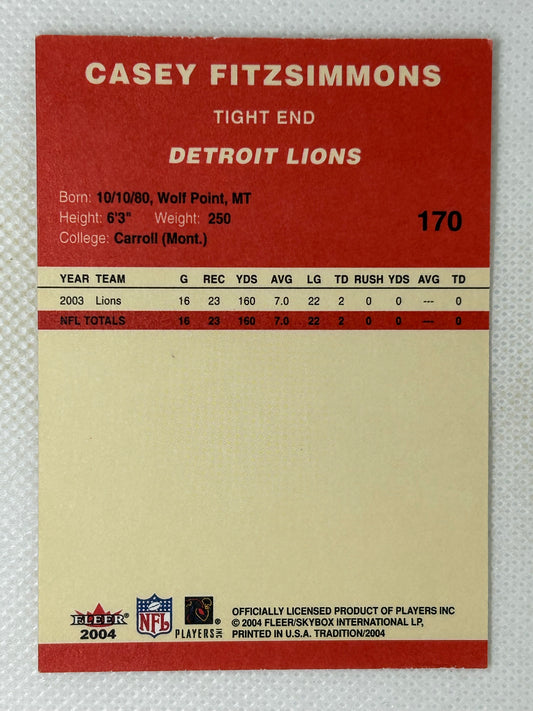 CASEY FITZSIMMONS
TIGHT END
DETROIT LIONS
Born: 10/10/80, Wolf Point, MT
Height: 6'3" Weight: 250
College: Carroll (Mont.)
170
YEAR TEAM G REC YDS AVG LG TD RUSH YDS AVG TD
2003 Lions 16 23 160 7.0 22 2 0 0 --- 0
NFL TOTALS 16 23 160 7.0 22 2 0 0 --- 0
FLEER
2004
NFL
PLAYERS INC
OFFICIALLY LICENSED PRODUCT OF PLAYERS INC
© 2004 FLEER/SKYBOX INTERNATIONAL LP,
PRINTED IN U.S.A. TRADITION/2004